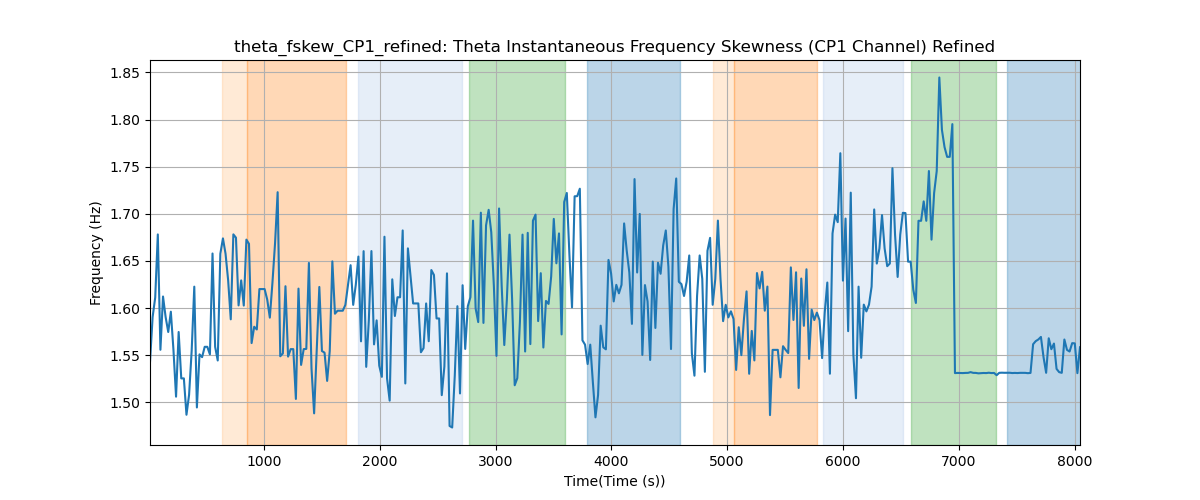 theta_fskew_CP1_refined: Theta Instantaneous Frequency Skewness (CP1 Channel) Refined
1.85
1.80
1.75
1.70
1.65
1.60
1.55
1.50
Frequency (Hz)
1000 2000 3000 4000 5000 6000 7000 8000
Time(Time (s))